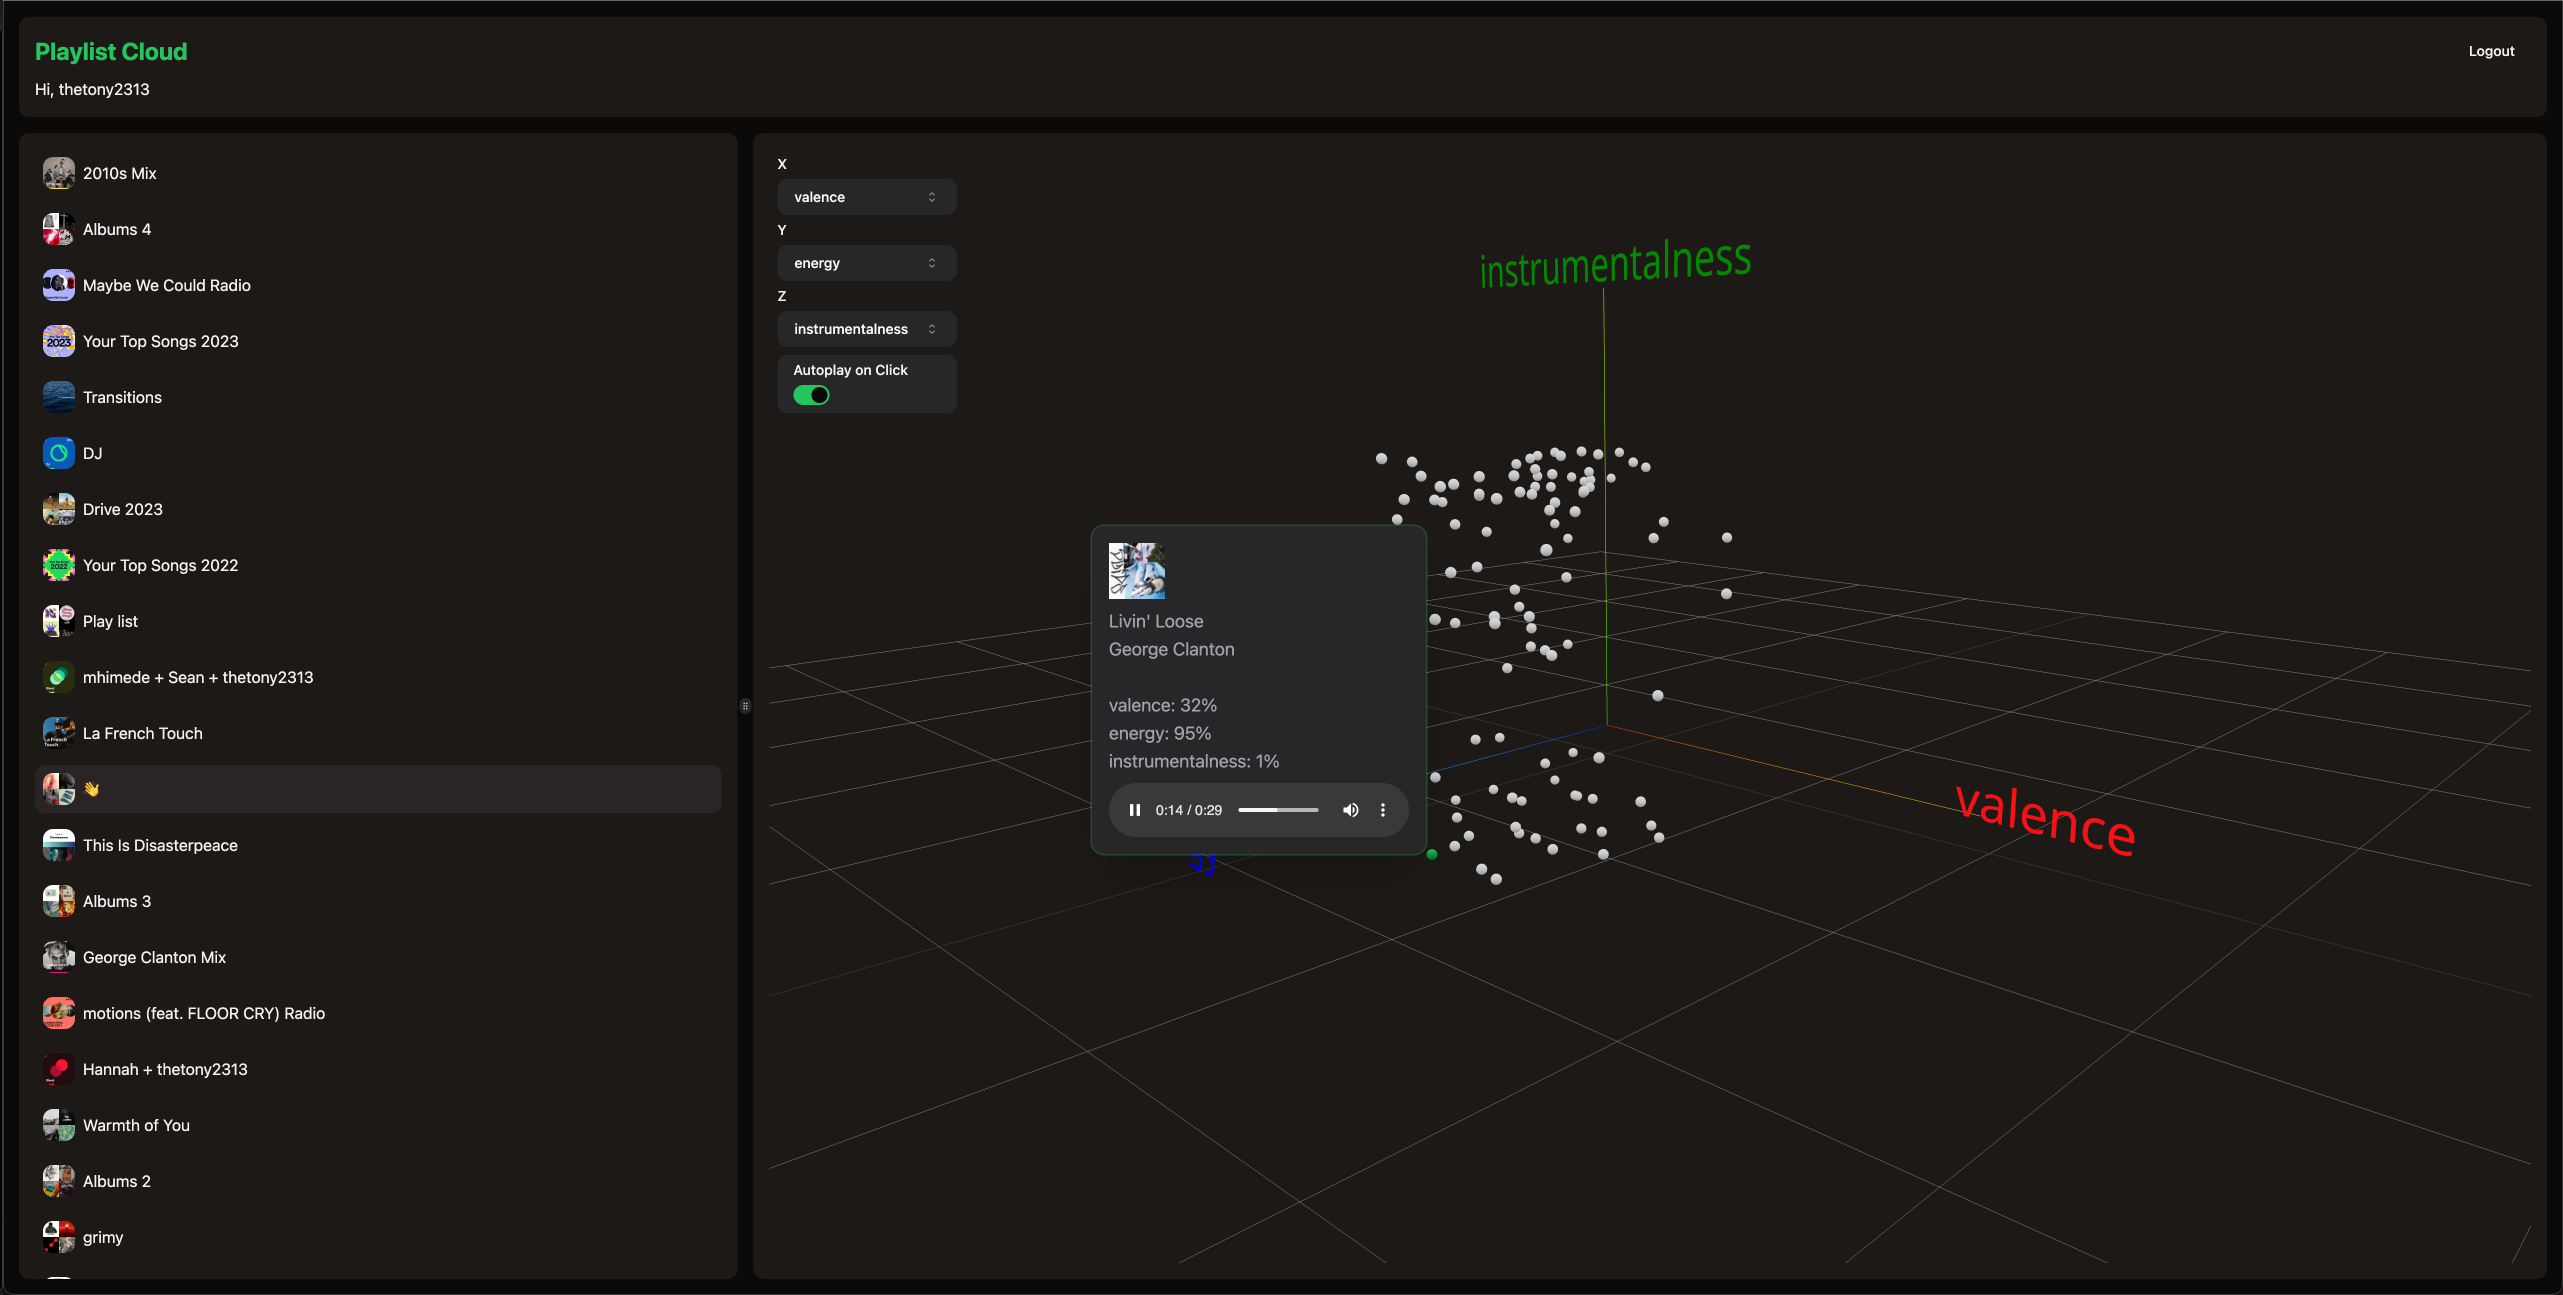 Playlist Cloud
Logout
Hi, thetony2313
2010s Mix
Albums 4
Maybe We Could Radio
Your Top Songs 2023
2023
Transitions
DJ
Drive 2023
Your Top Songs 2022
2022
Play list
mhimede + Sean + thetony2313
La French Touch
👋
This Is Disasterpeace
Albums 3
George Clanton Mix
motions (feat. FLOOR CRY) Radio
Hannah + thetony2313
Warmth of You
Albums 2
grimy
X
valence
Y
energy
Z
instrumentalness
Autoplay on Click
instrumentalness
Livin' Loose
George Clanton
valence: 32%
energy: 95%
instrumentalness: 1%
0:14 / 0:29
valence